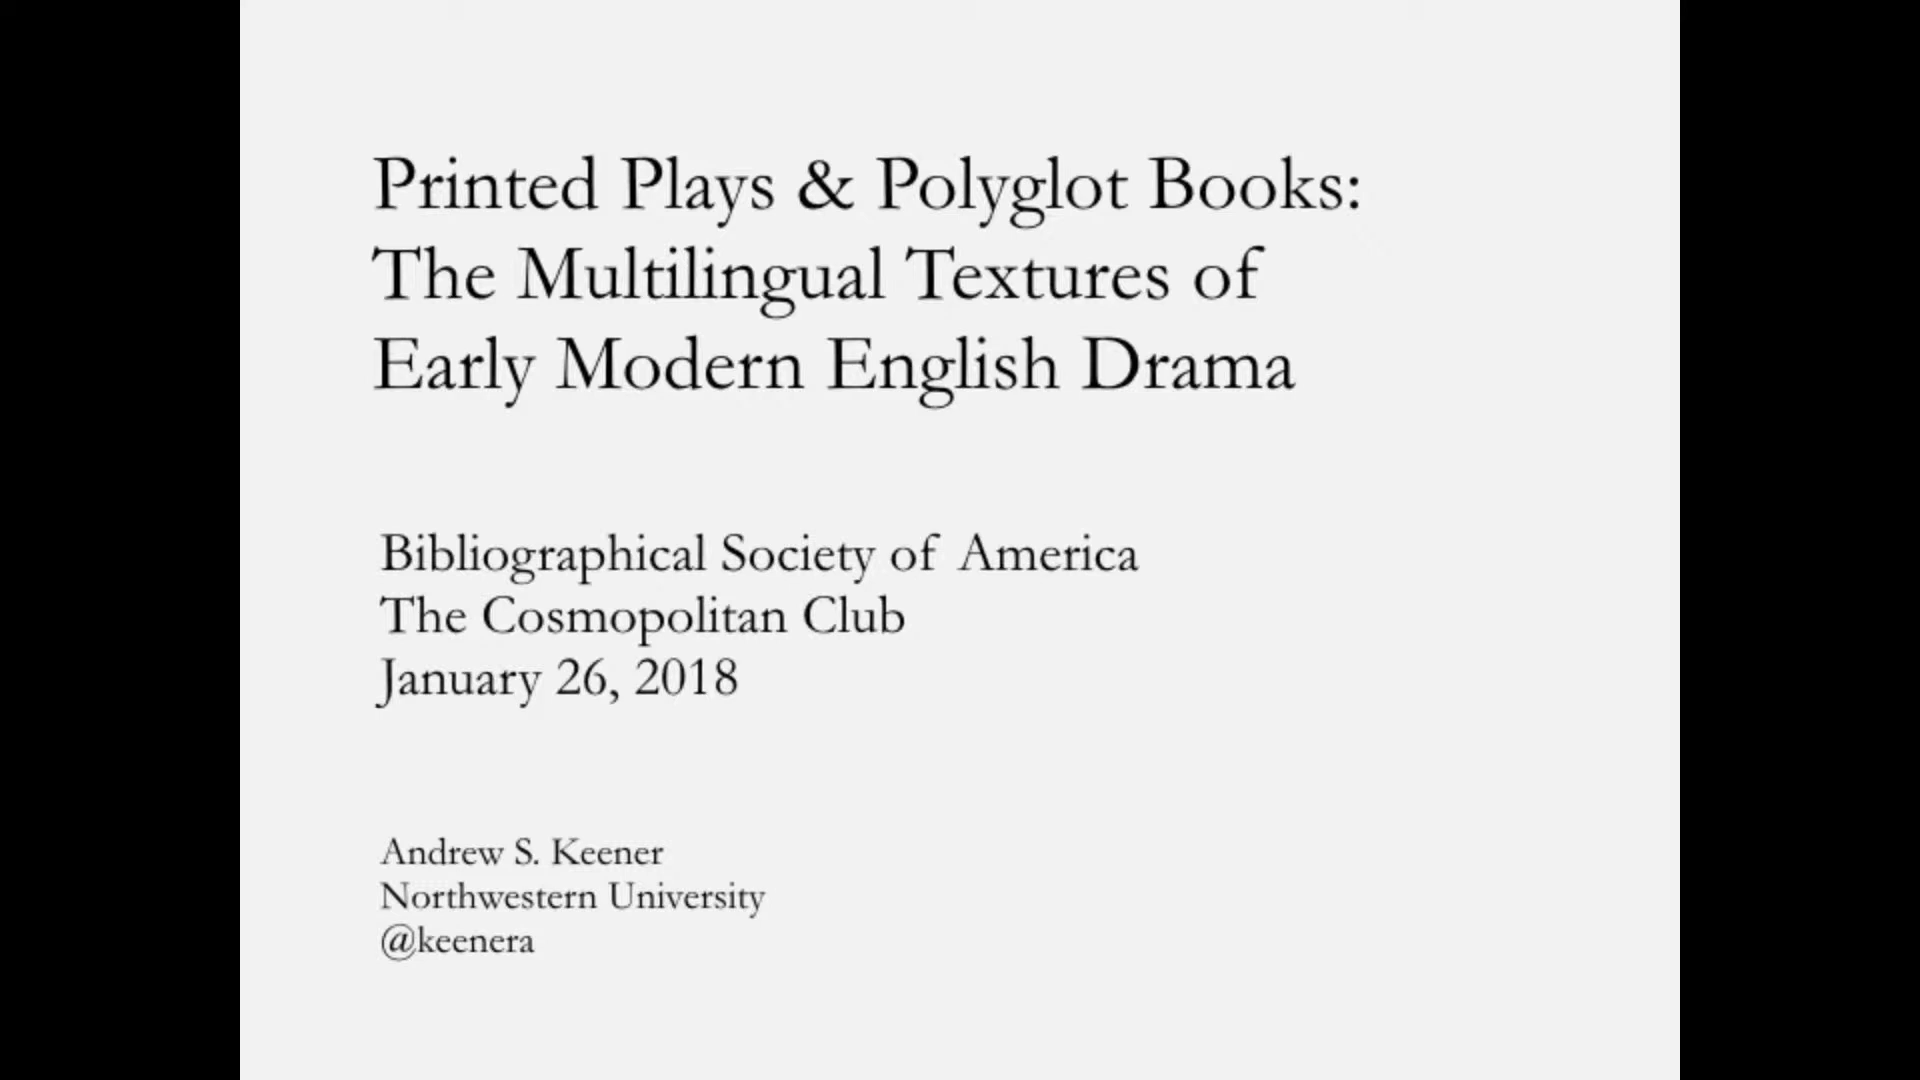 Printed Plays & Polyglot Books:
The Multilingual Textures of
Early Modern English Drama
Bibliographical Society of America
The Cosmopolitan Club
January 26, 2018
Andrew S. Keener
Northwestern University
@keenera